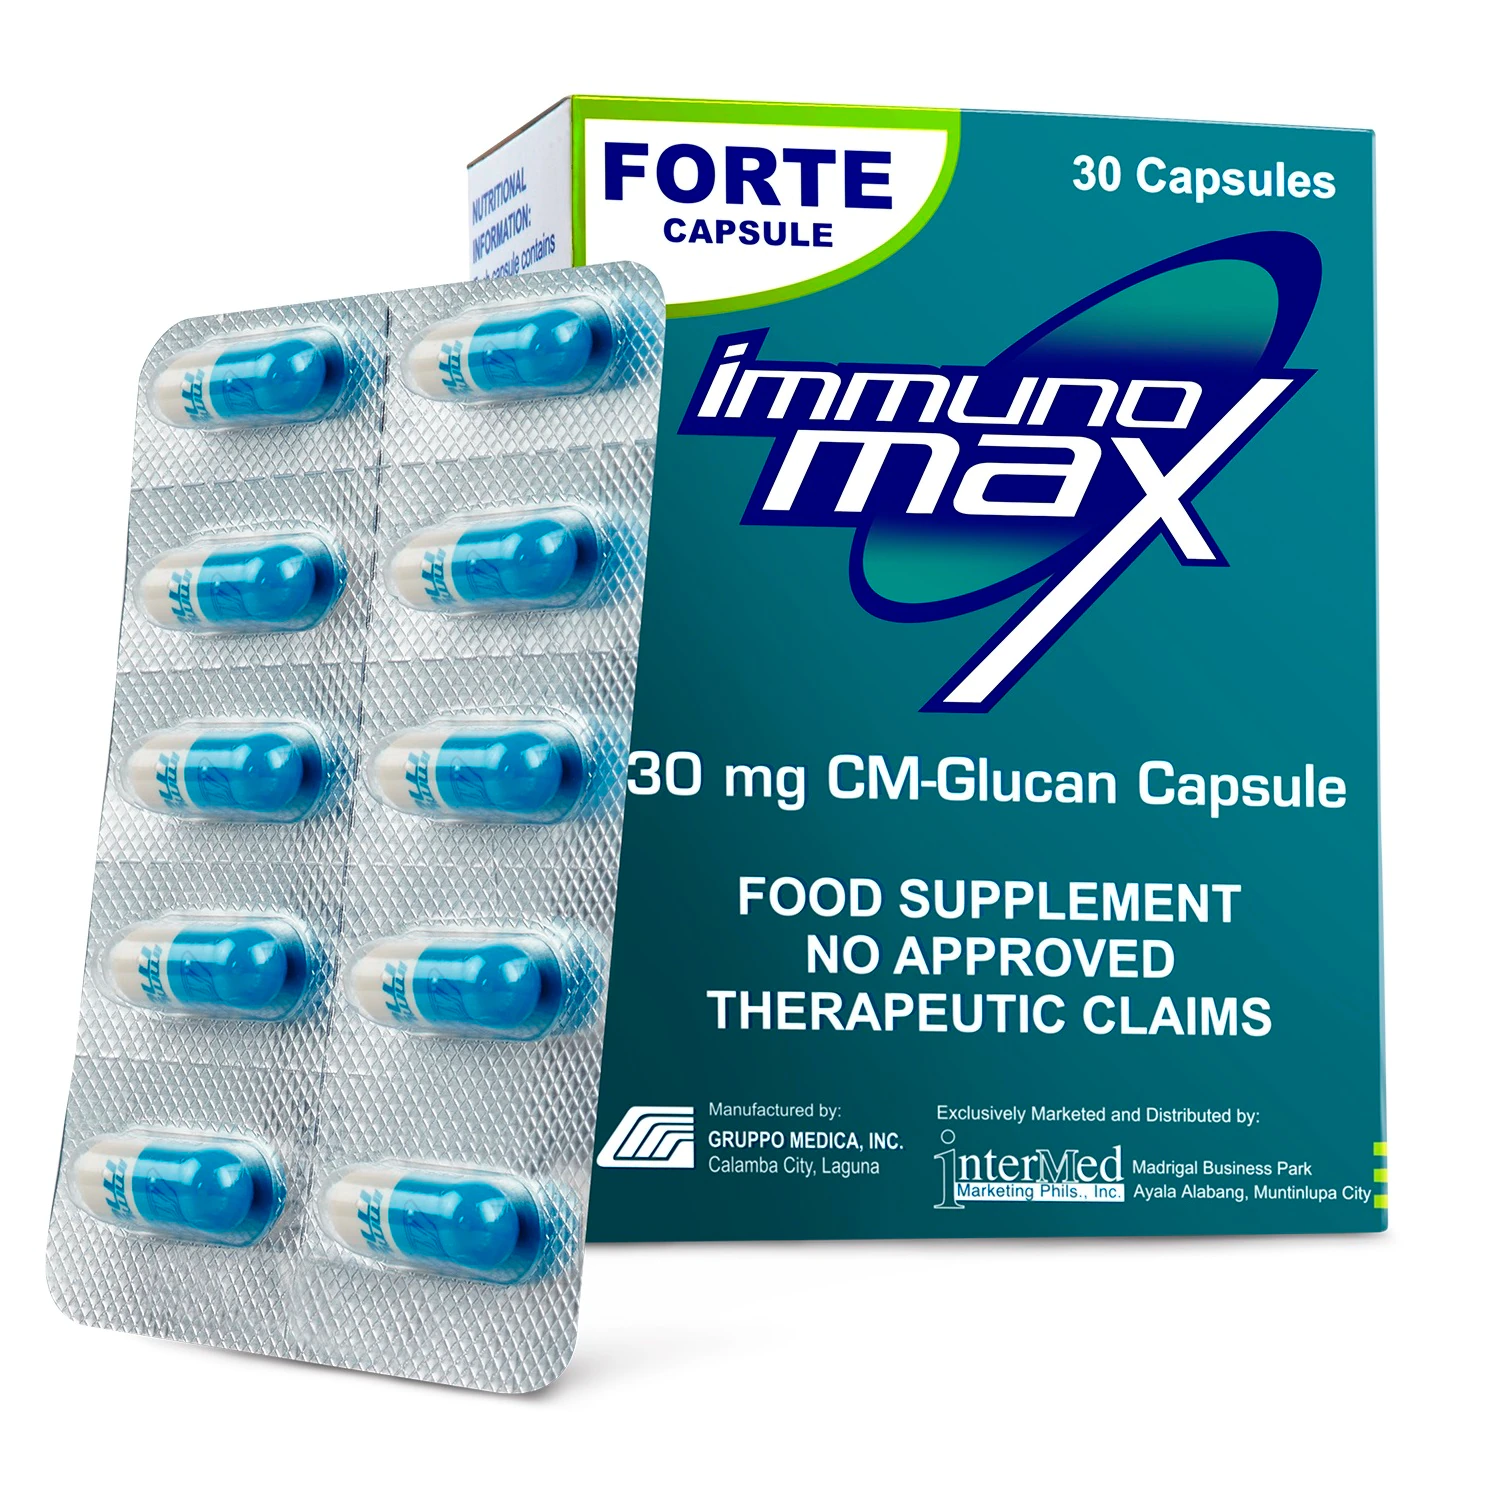 FORTE
CAPSULE
30 Capsules
NUTRITIONAL
INFORMATION:
capsule contains
immuno
max
30 mg CM-Glucan Capsule
FOOD SUPPLEMENT
NO APPROVED
THERAPEUTIC CLAIMS
Manufactured by:
GRUPPO MEDICA, INC.
Calamba City, Laguna
Exclusively Marketed and Distributed by:
interMed
Marketing Phils., Inc.
Madrigal Business Park
Ayala Alabang, Muntinlupa City